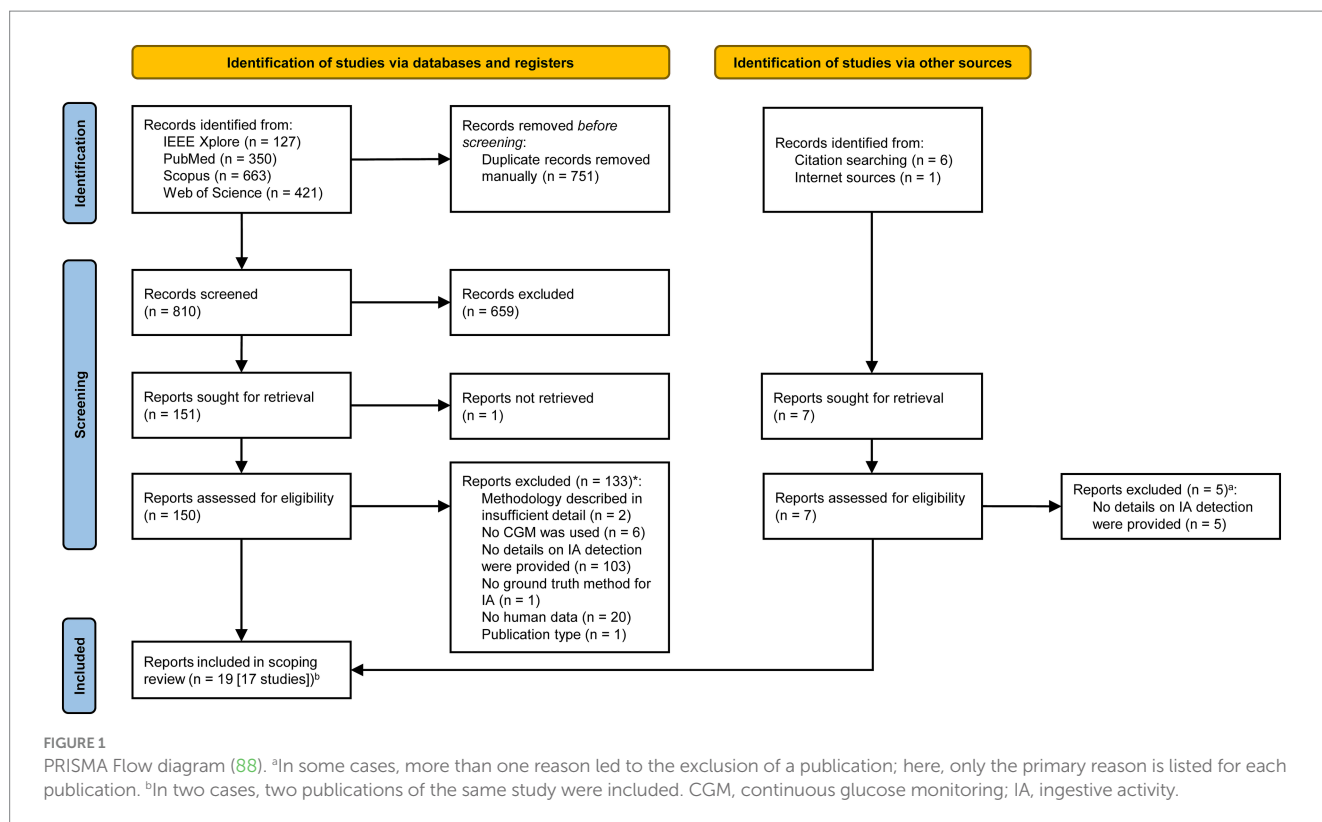 Identification of studies via databases and registers
Identification of studies via other sources
Identification
Records identified from:
IEEE Xplore (n = 127)
PubMed (n = 350)
Scopus (n = 663)
Web of Science (n = 421)
Records removed before
screening:
Duplicate records removed
manually (n = 751)
Records identified from:
Citation searching (n = 6)
Internet sources (n = 1)
Screening
Records screened
(n = 810)
Records excluded
(n = 659)
Reports sought for retrieval
(n = 151)
Reports not retrieved
(n = 1)
Reports sought for retrieval
(n = 7)
Reports assessed for eligibility
(n = 150)
Reports excluded (n = 133)*:
Methodology described in
insufficient detail (n = 2)
No CGM was used (n = 6)
No details on IA detection
were provided (n = 103)
No ground truth method for
IA (n = 1)
No human data (n = 20)
Publication type (n = 1)
Reports assessed for eligibility
(n = 7)
Reports excluded (n = 5)ᵃ:
No details on IA detection
were provided (n = 5)
Included
Reports included in scoping
review (n = 19 [17 studies])ᵇ
FIGURE 1
PRISMA Flow diagram (88). ᵃIn some cases, more than one reason led to the exclusion of a publication; here, only the primary reason is listed for each
publication. ᵇIn two cases, two publications of the same study were included. CGM, continuous glucose monitoring; IA, ingestive activity.